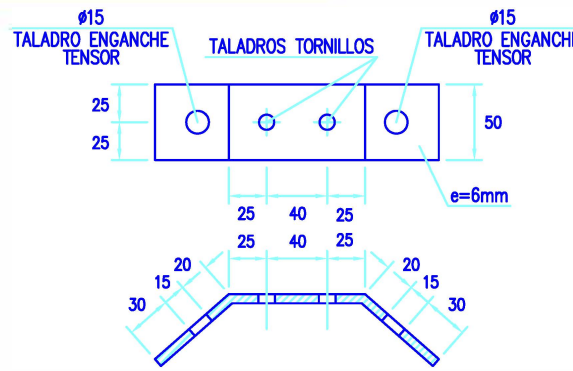 ø15
TALADRO ENGANCHE
TENSOR
TALADROS TORNILLOS
ø15
TALADRO ENGANCHE
TENSOR
25
25
50
e=6mm
25 40 25
25 40 25
20
15
30
20
15
30